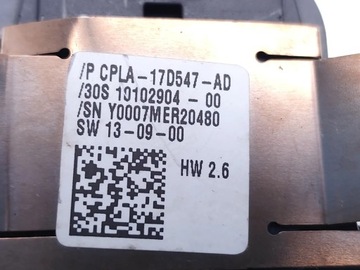 /P CPLA-17D547-AD
/30S 10102904 - 00
/SN Y0007MER20480
SW 13-09-00
HW 2.6